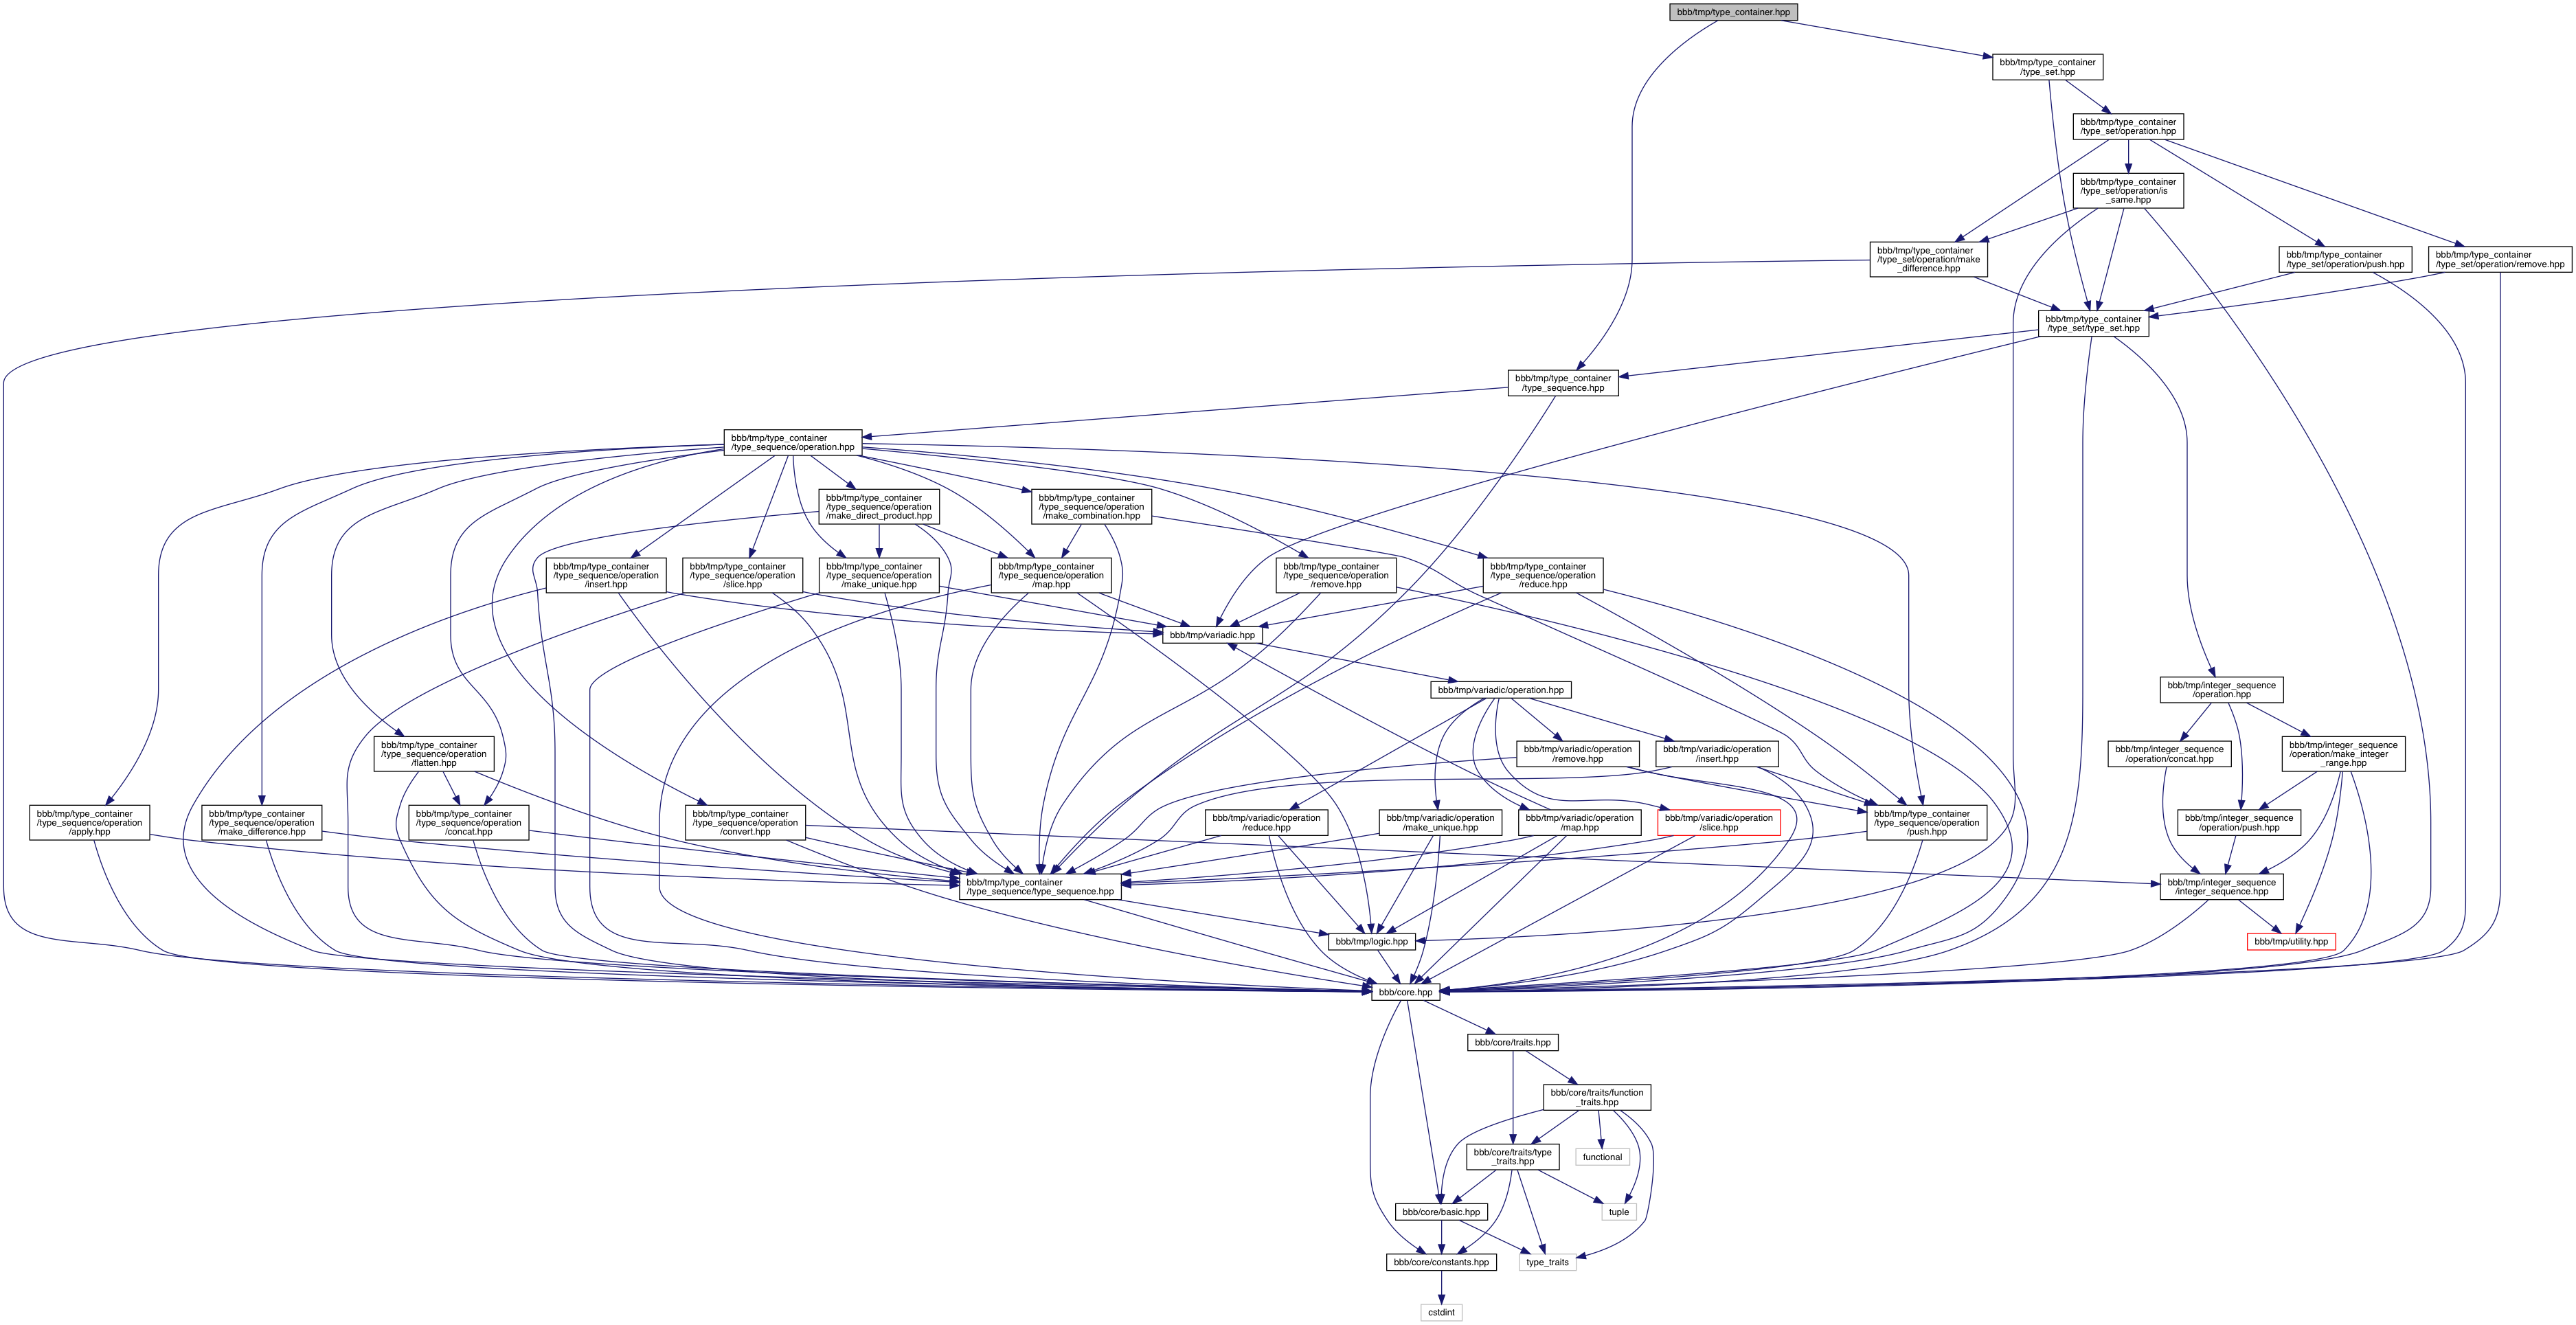 bbb/tmp/type_container.hpp
bbb/tmp/type_container
/type_set.hpp
bbb/tmp/type_container
/type_set/operation.hpp
bbb/tmp/type_container
/type_set/operation/is
_same.hpp
bbb/tmp/type_container
/type_set/operation/make
_difference.hpp
bbb/tmp/type_container
/type_set/operation/push.hpp
bbb/tmp/type_container
/type_set/operation/remove.hpp
bbb/tmp/type_container
/type_set/type_set.hpp
bbb/tmp/type_container
/type_sequence.hpp
bbb/tmp/type_container
/type_sequence/operation.hpp
bbb/tmp/type_container
/type_sequence/operation
/make_direct_product.hpp
bbb/tmp/type_container
/type_sequence/operation
/make_combination.hpp
bbb/tmp/type_container
/type_sequence/operation
/insert.hpp
bbb/tmp/type_container
/type_sequence/operation
/slice.hpp
bbb/tmp/type_container
/type_sequence/operation
/make_unique.hpp
bbb/tmp/type_container
/type_sequence/operation
/map.hpp
bbb/tmp/type_container
/type_sequence/operation
/remove.hpp
bbb/tmp/type_container
/type_sequence/operation
/reduce.hpp
bbb/tmp/variadic.hpp
bbb/tmp/variadic/operation.hpp
bbb/tmp/integer_sequence
/operation.hpp
bbb/tmp/type_container
/type_sequence/operation
/flatten.hpp
bbb/tmp/variadic/operation
/remove.hpp
bbb/tmp/variadic/operation
/insert.hpp
bbb/tmp/integer_sequence
/operation/concat.hpp
bbb/tmp/integer_sequence
/operation/make_integer
_range.hpp
bbb/tmp/type_container
/type_sequence/operation
/apply.hpp
bbb/tmp/type_container
/type_sequence/operation
/make_difference.hpp
bbb/tmp/type_container
/type_sequence/operation
/concat.hpp
bbb/tmp/type_container
/type_sequence/operation
/convert.hpp
bbb/tmp/variadic/operation
/reduce.hpp
bbb/tmp/variadic/operation
/make_unique.hpp
bbb/tmp/variadic/operation
/map.hpp
bbb/tmp/variadic/operation
/slice.hpp
bbb/tmp/type_container
/type_sequence/operation
/push.hpp
bbb/tmp/integer_sequence
/operation/push.hpp
bbb/tmp/type_container
/type_sequence/type_sequence.hpp
bbb/tmp/integer_sequence
/integer_sequence.hpp
bbb/tmp/logic.hpp
bbb/tmp/utility.hpp
bbb/core.hpp
bbb/core/traits.hpp
bbb/core/traits/function
_traits.hpp
bbb/core/traits/type
_traits.hpp
functional
bbb/core/basic.hpp
tuple
bbb/core/constants.hpp
type_traits
cstdint